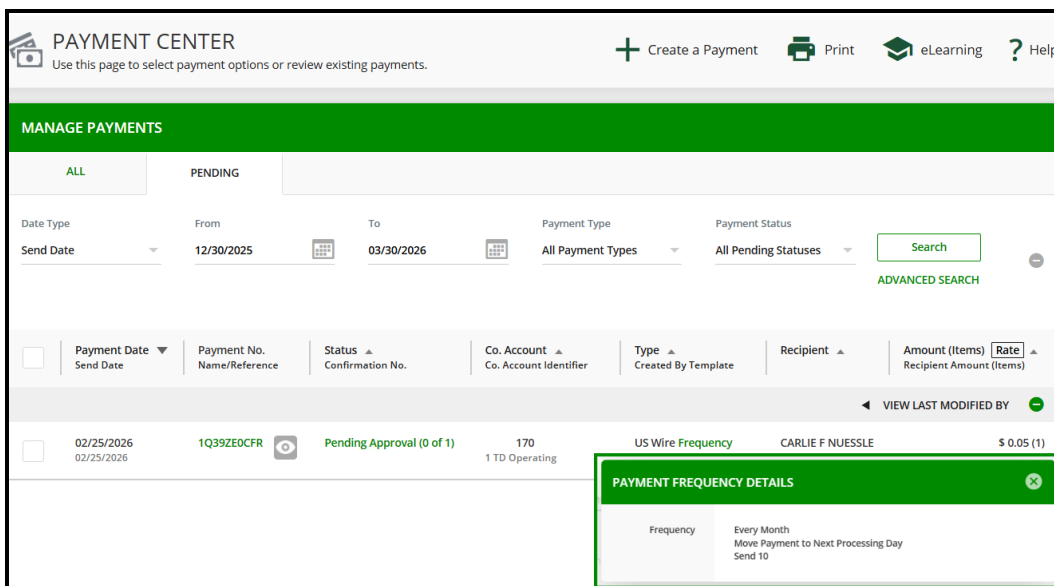 PAYMENT CENTER
Use this page to select payment options or review existing payments.
Create a Payment
Print
eLearning
? Help
MANAGE PAYMENTS
ALL
PENDING
Date Type
From
To
Payment Type
Payment Status
Send Date
12/30/2025
03/30/2026
All Payment Types
All Pending Statuses
Search
ADVANCED SEARCH
Payment Date
Send Date
Payment No.
Name/Reference
Status
Confirmation No.
Co. Account
Co. Account Identifier
Type
Created By Template
Recipient
Amount (Items) Rate
Recipient Amount (Items)
VIEW LAST MODIFIED BY
02/25/2026
02/25/2026
1Q39ZE0CFR
Pending Approval (0 of 1)
170
1 TD Operating
US Wire Frequency
CARLIE F NUESSLE
$ 0.05 (1)
PAYMENT FREQUENCY DETAILS
Frequency
Every Month
Move Payment to Next Processing Day
Send 10